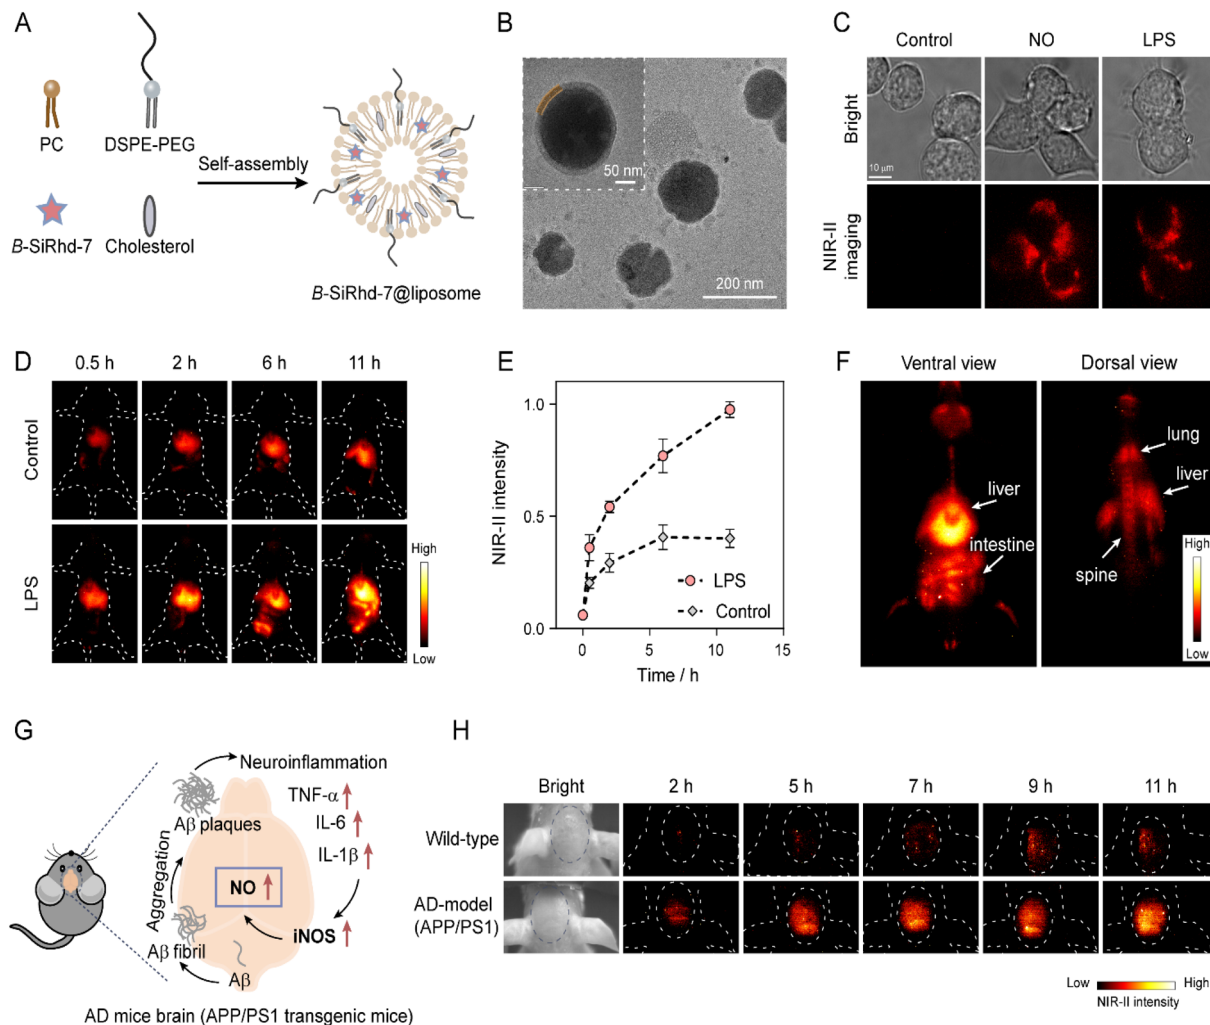 A
PC
DSPE-PEG
Self-assembly
B-SiRhd-7
Cholesterol
B-SiRhd-7@liposome
B
50 nm
200 nm
C
Control NO LPS
Bright
10 μm
NIR-II
imaging
D
0.5 h 2 h 6 h 11 h
Control
LPS
High
Low
E
NIR-II intensity
1.0
0.5
0.0
LPS
Control
0 5 10 15
Time / h
F
Ventral view Dorsal view
liver
intestine
lung
liver
spine
High
Low
G
Neuroinflammation
TNF-α
IL-6
IL-1β
Aβ plaques
Aggregation
NO
iNOS
Aβ fibril
Aβ
AD mice brain (APP/PS1 transgenic mice)
H
Bright 2 h 5 h 7 h 9 h 11 h
Wild-type
AD-model
(APP/PS1)
Low High
NIR-II intensity